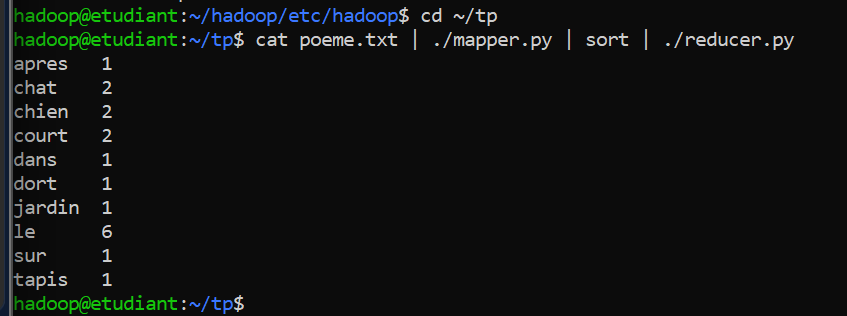 hadoop@etudiant:~/hadoop/etc/hadoop$ cd ~/tp
hadoop@etudiant:~/tp$ cat poeme.txt | ./mapper.py | sort | ./reducer.py
apres   1
chat    2
chien   2
court   2
dans    1
dort    1
jardin  1
le      6
sur     1
tapis   1
hadoop@etudiant:~/tp$